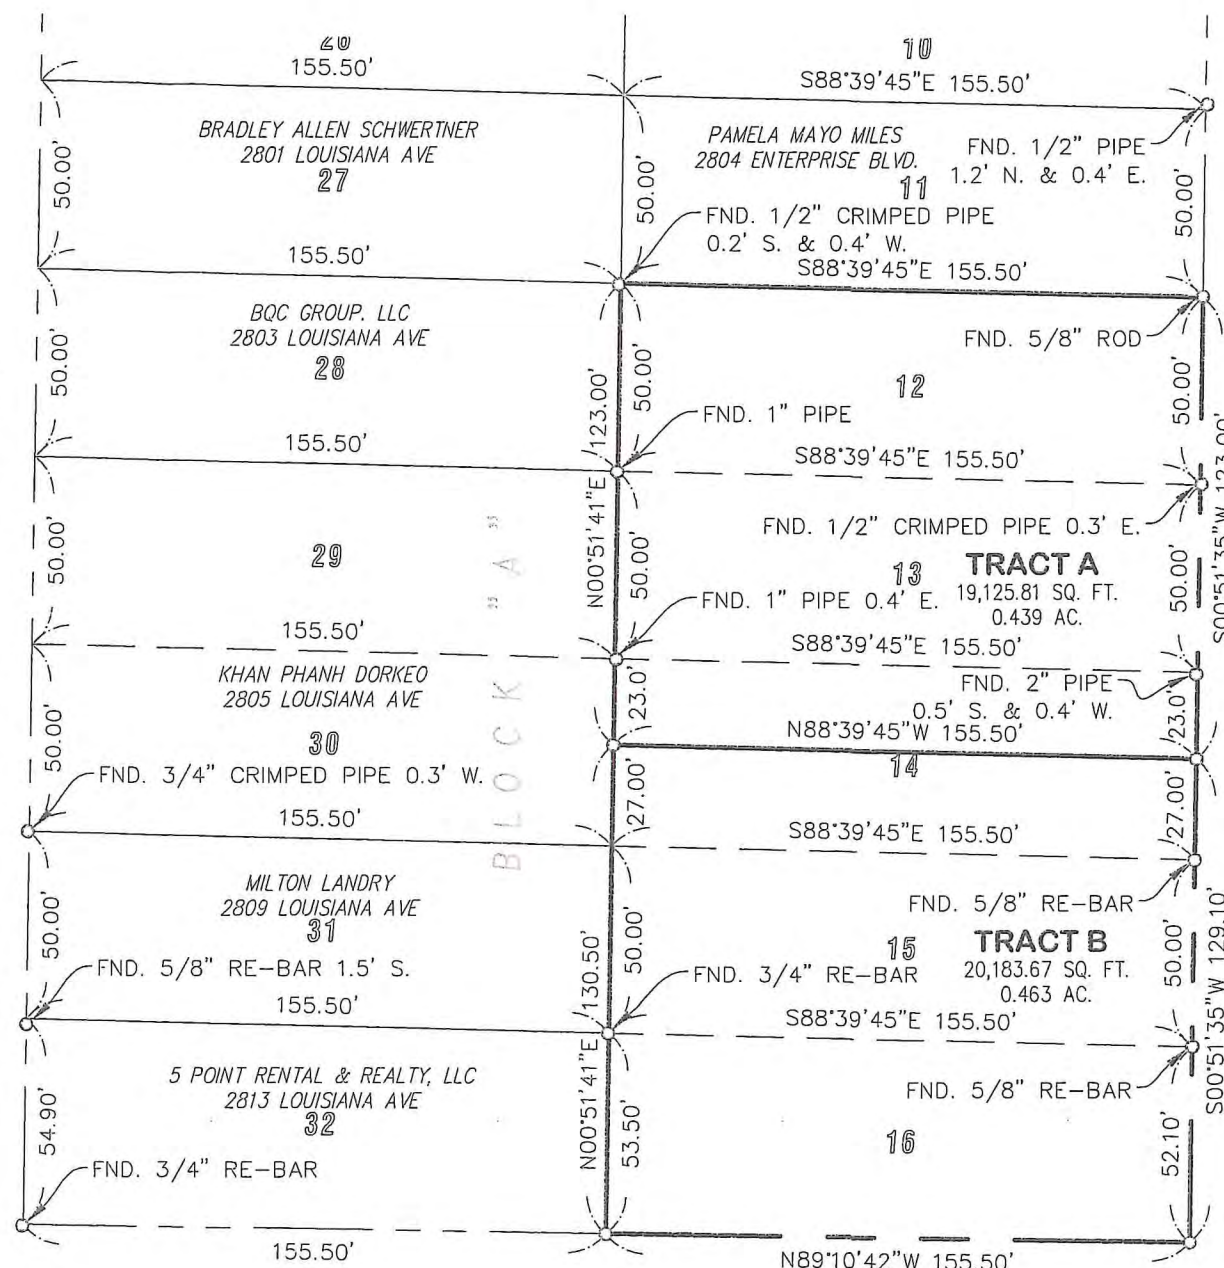 155.50'
10
S88°39'45"E 155.50'
BRADLEY ALLEN SCHWERTNER
2801 LOUISIANA AVE
27
50.00'
155.50'
PAMELA MAYO MILES
2804 ENTERPRISE BLVD.
11
FND. 1/2" PIPE
1.2' N. & 0.4' E.
50.00'
50.00'
FND. 1/2" CRIMPED PIPE
0.2' S. & 0.4' W.
S88°39'45"E 155.50'
BQC GROUP. LLC
2803 LOUISIANA AVE
28
50.00'
155.50'
FND. 5/8" ROD
12
50.00'
50.00'
N00°51'41"E 123.00'
S00°51'35"W 123.00'
FND. 1" PIPE
S88°39'45"E 155.50'
FND. 1/2" CRIMPED PIPE 0.3' E.
29
50.00'
155.50'
BLOCK "A"
13
TRACT A
19,125.81 SQ. FT.
0.439 AC.
50.00'
50.00'
FND. 1" PIPE 0.4' E.
S88°39'45"E 155.50'
KHAN PHANH DORKEO
2805 LOUISIANA AVE
30
50.00'
FND. 3/4" CRIMPED PIPE 0.3' W.
155.50'
FND. 2" PIPE
0.5' S. & 0.4' W.
23.0'
23.0'
N88°39'45"W 155.50'
14
27.00'
27.00'
S88°39'45"E 155.50'
FND. 5/8" RE-BAR
MILTON LANDRY
2809 LOUISIANA AVE
31
50.00'
FND. 5/8" RE-BAR 1.5' S.
155.50'
15
TRACT B
20,183.67 SQ. FT.
0.463 AC.
50.00'
50.00'
N00°51'41"E 130.50'
S00°51'35"W 129.10'
FND. 3/4" RE-BAR
S88°39'45"E 155.50'
FND. 5/8" RE-BAR
5 POINT RENTAL & REALTY, LLC
2813 LOUISIANA AVE
32
54.90'
FND. 3/4" RE-BAR
155.50'
16
53.50'
52.10'
N89°10'42"W 155.50'